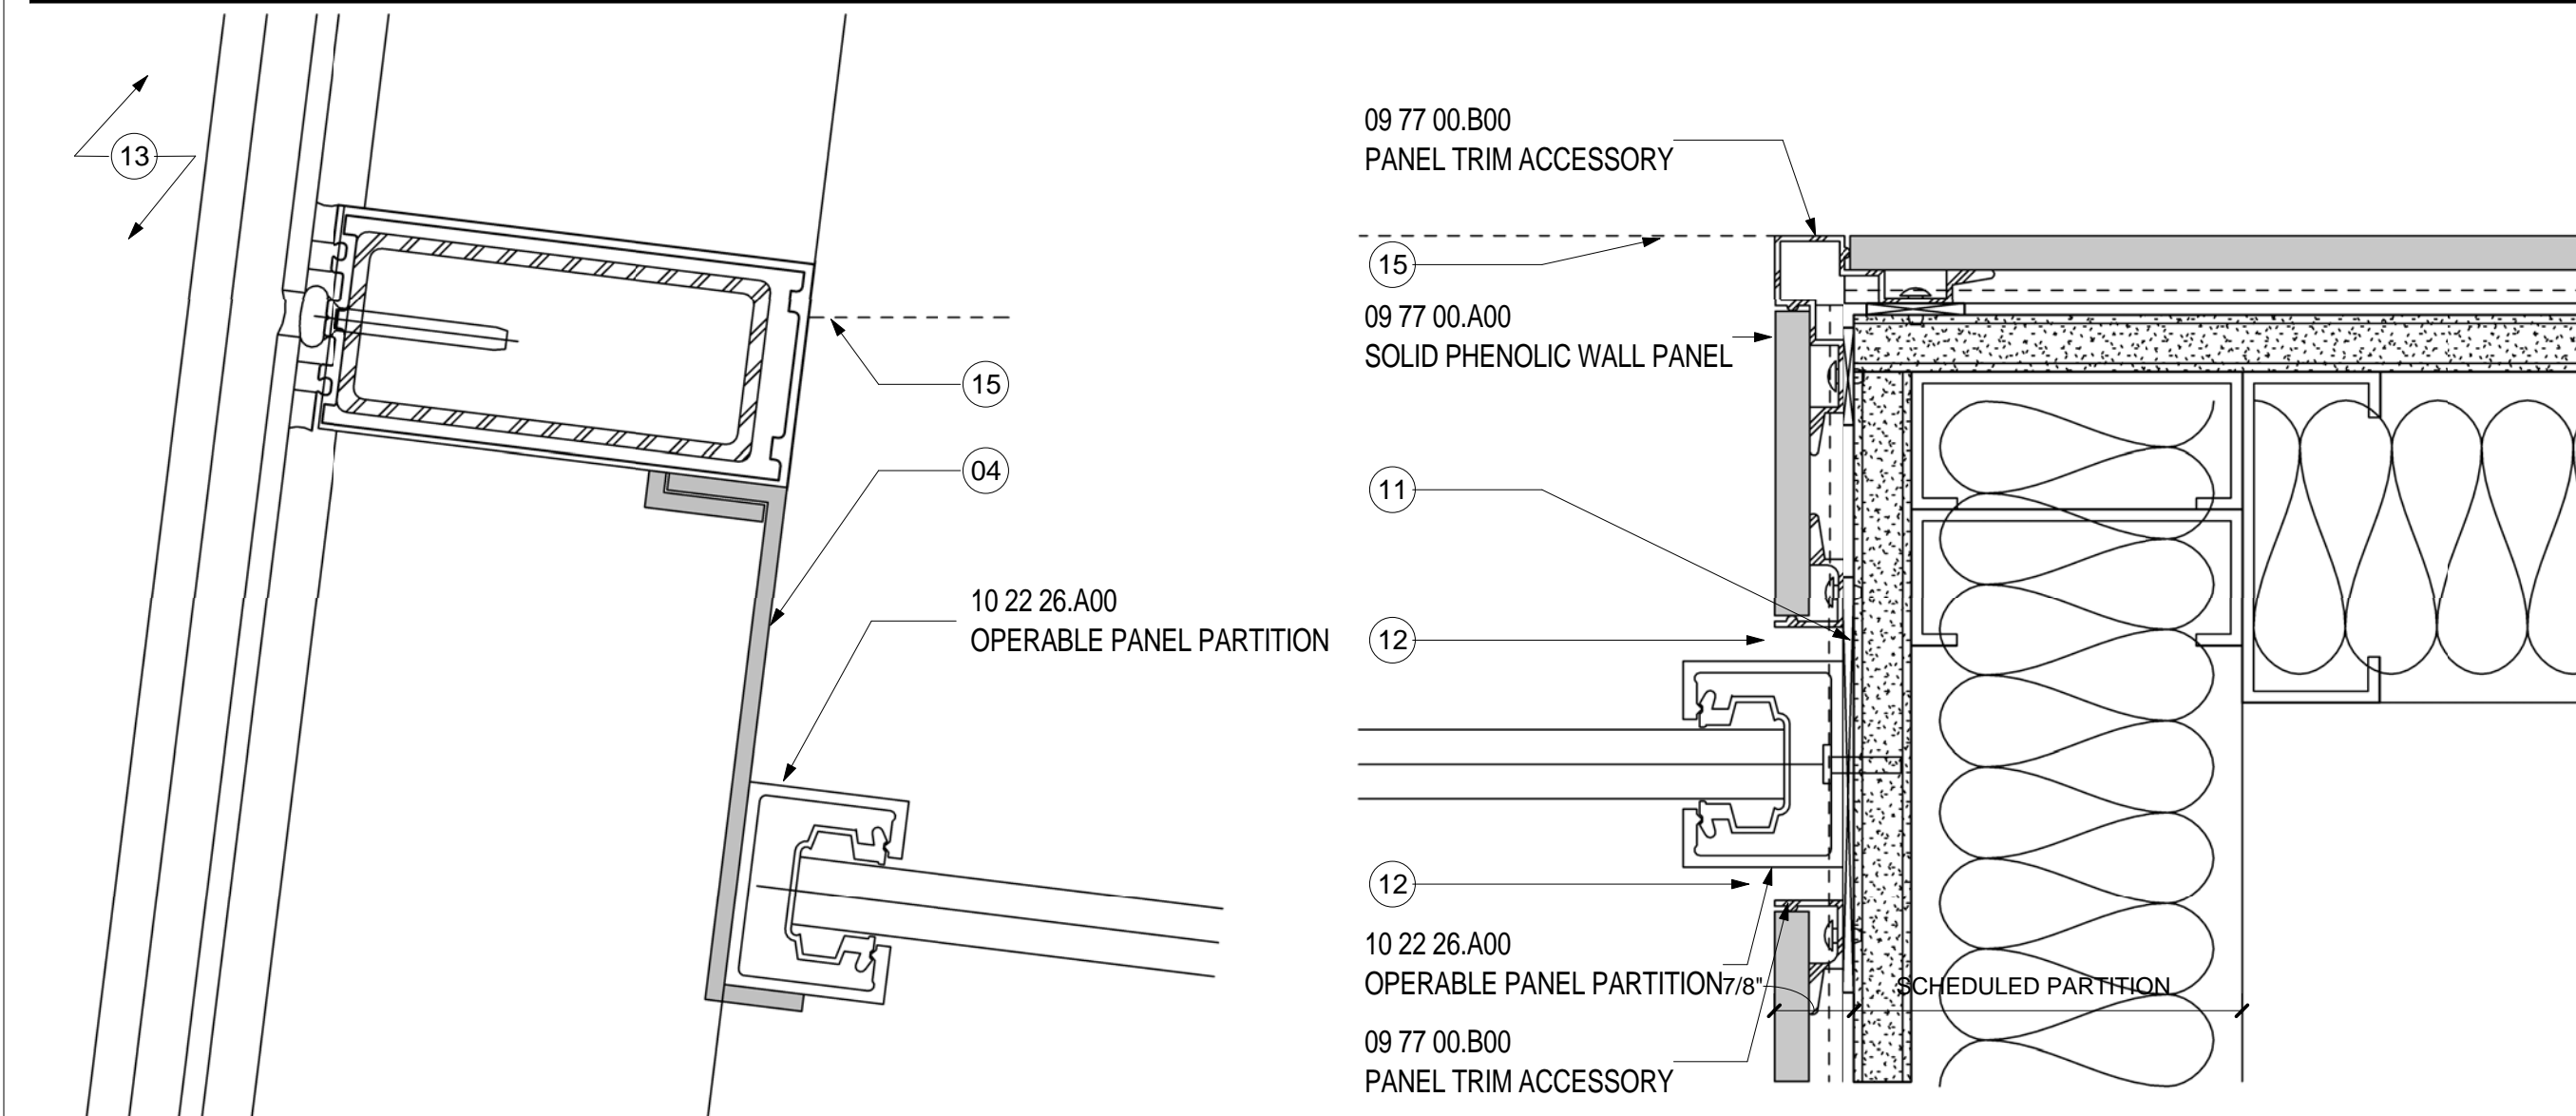 13
15
04
10 22 26.A00
OPERABLE PANEL PARTITION
09 77 00.B00
PANEL TRIM ACCESSORY
15
09 77 00.A00
SOLID PHENOLIC WALL PANEL
11
12
12
10 22 26.A00
OPERABLE PANEL PARTITION
7/8"
SCHEDULED PARTITION
09 77 00.B00
PANEL TRIM ACCESSORY